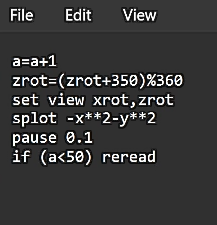 File Edit View
a=a+1
zrot=(zrot+350)%360
set view xrot,zrot
splot -x**2-y**2
pause 0.1
if (a<50) reread